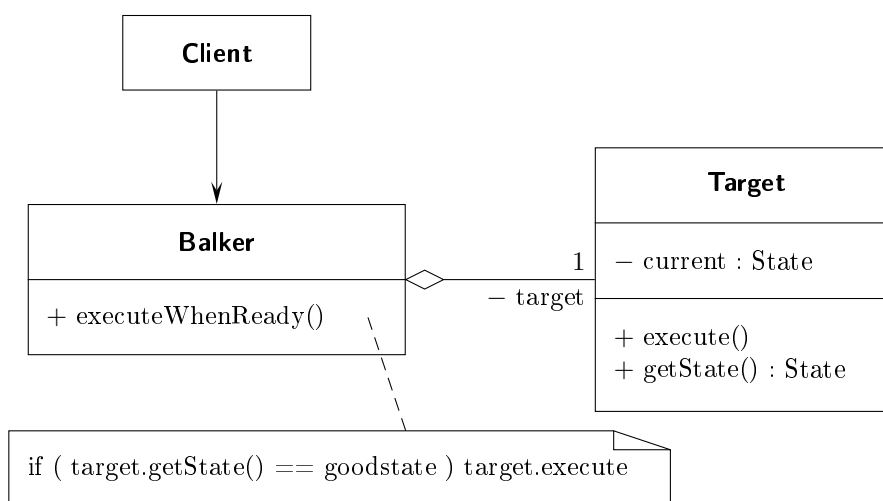 Client
Balker
+ executeWhenReady()
1
− target
Target
− current : State
+ execute()
+ getState() : State
if ( target.getState() == goodstate ) target.execute